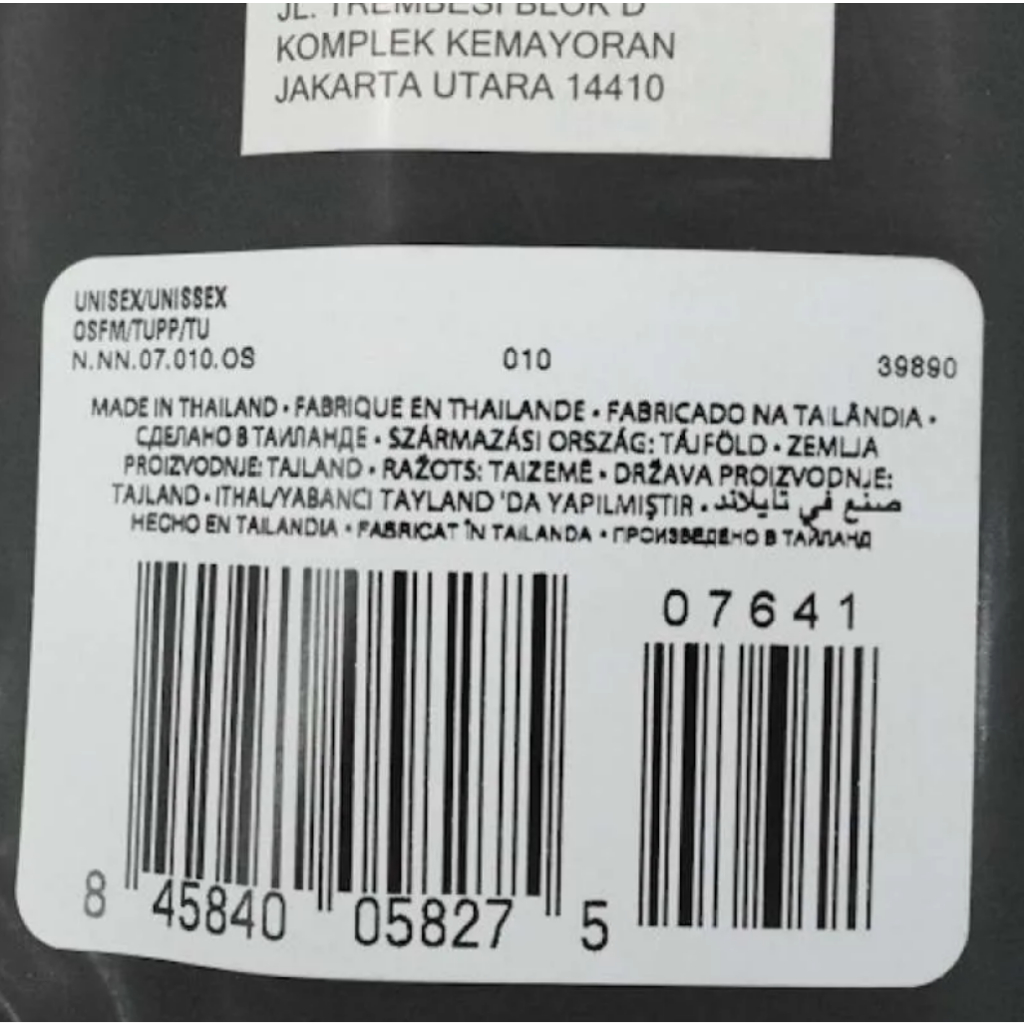 JL. TREMBESI BLOK D
KOMPLEK KEMAYORAN
JAKARTA UTARA 14410
UNISEX/UNISSEX
OSFM/TUPP/TU
N.NN.07.010.OS 010 39890
MADE IN THAILAND • FABRIQUÉ EN THAILANDE • FABRICADO NA TAILÂNDIA •
СДЕЛАНО В ТАИЛАНДЕ • SZÁRMAZÁSI ORSZÁG: TÁJFÖLD • ZEMLJA
PROIZVODNJE: TAJLAND • RAŽOTS: TAIZEMĒ • DRŽAVA PROIZVODNJE:
TAJLAND • ITHAL/YABANCI TAYLAND 'DA YAPILMIŞTIR • صنع في تايلاند.
HECHO EN TAILANDIA • FABRICAT ÎN TAILANDA • ПРОИЗВЕДЕНО В ТАЙЛАНД
07641
8 45840 05827 5